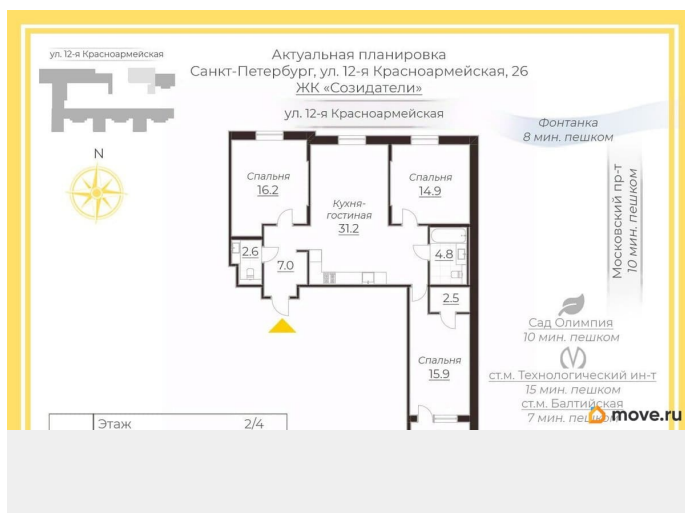 ул. 12-я Красноармейская
Актуальная планировка
Санкт-Петербург, ул. 12-я Красноармейская, 26
ЖК «Созидатели»
ул. 12-я Красноармейская
Фонтанка
8 мин. пешком
N
Московский пр-т
10 мин. пешком
Спальня
16.2
Кухня-
гостиная
31.2
Спальня
14.9
2.6
7.0
4.8
2.5
Спальня
15.9
Сад Олимпия
10 мин. пешком
ст.м. Технологический ин-т
15 мин. пешком
ст.м. Балтийская
7 мин. пешком
move.ru
Этаж 2/4